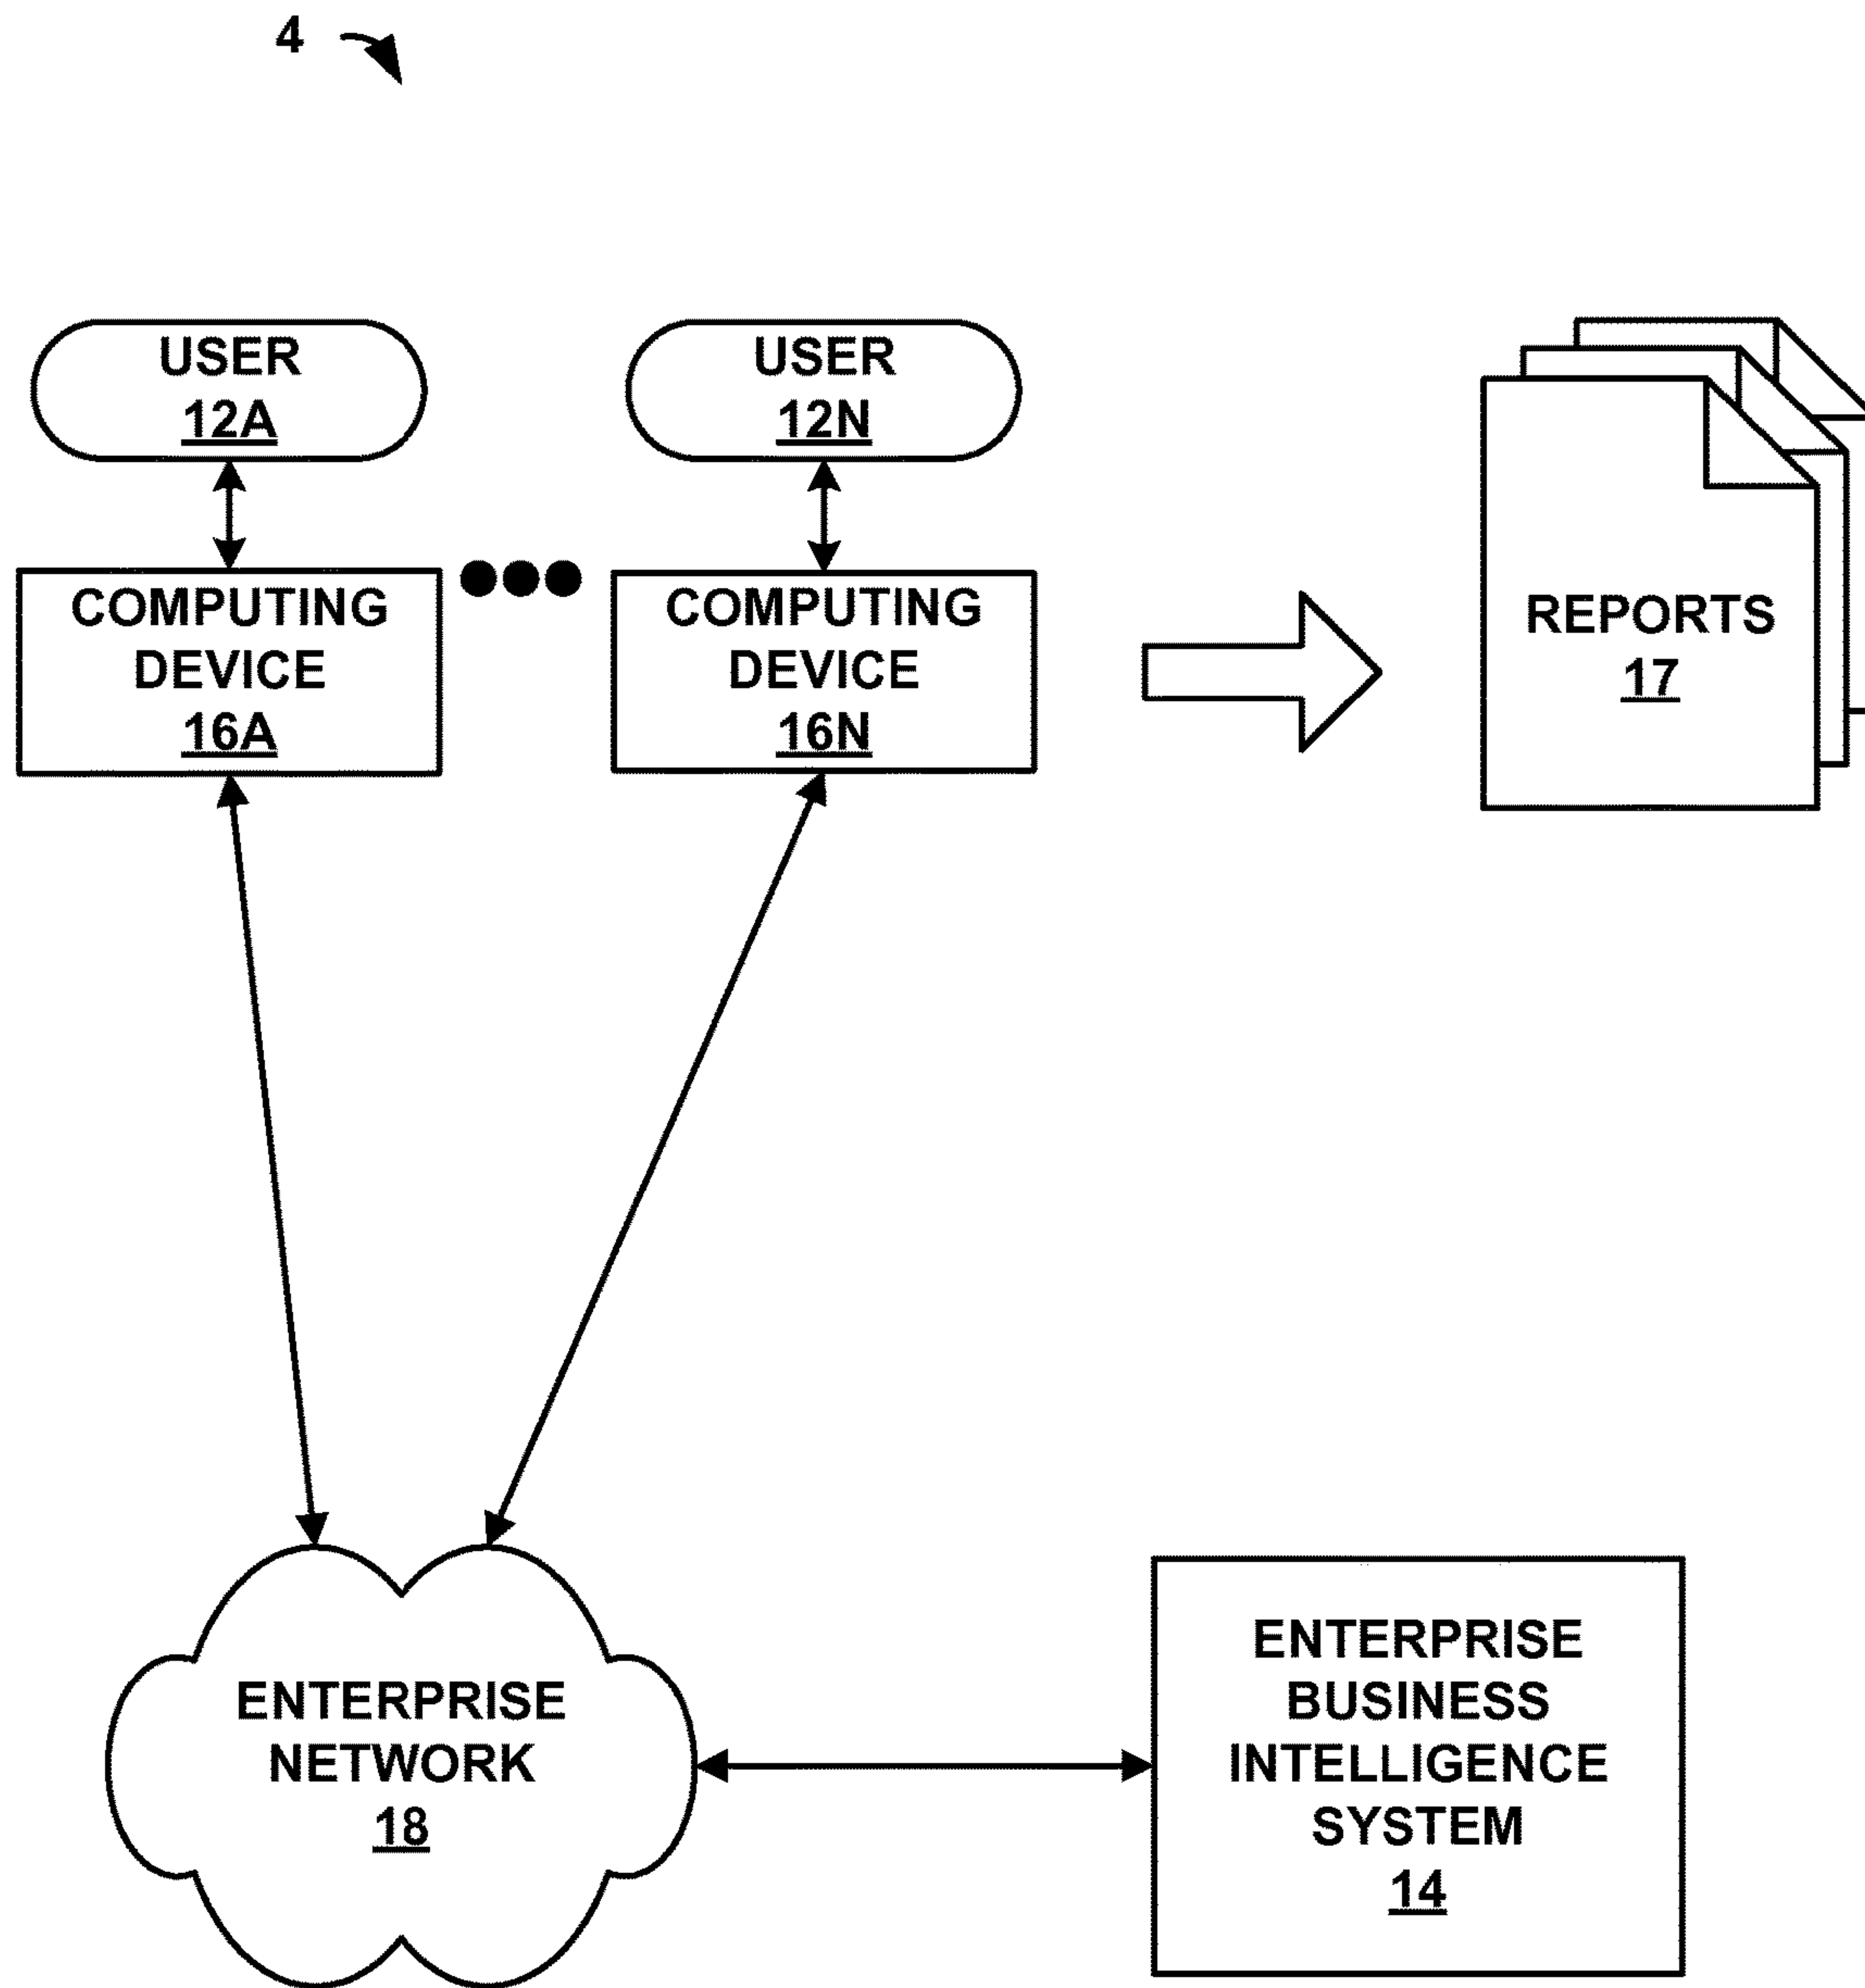 4
USER
12A
USER
12N
COMPUTING
DEVICE
16A
COMPUTING
DEVICE
16N
REPORTS
17
ENTERPRISE
NETWORK
18
ENTERPRISE
BUSINESS
INTELLIGENCE
SYSTEM
14